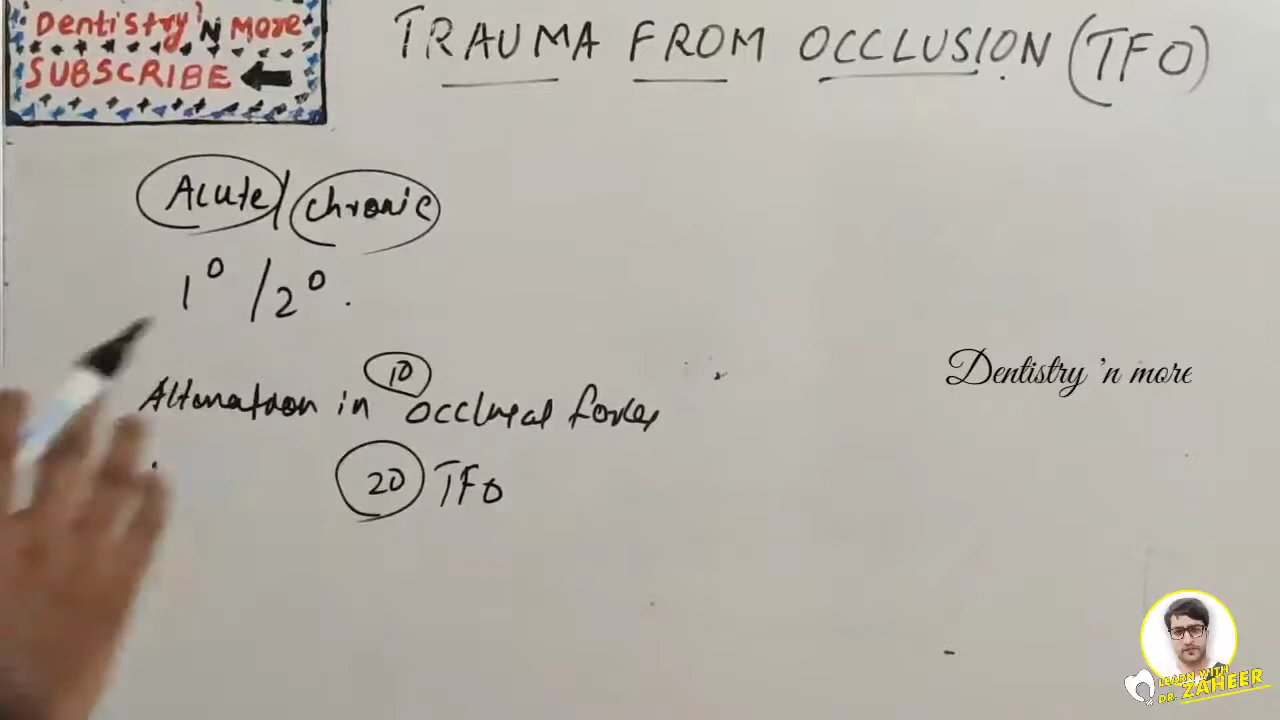 Dentistry 'N More
SUBSCRIBE
TRAUMA FROM OCCLUSION (TFO)
Acute / chronic
1° / 2° .
Alteration in 1° occlusal forces
2° TFO
Dentistry 'n more
LEARN WITH
DR. ZAHEER